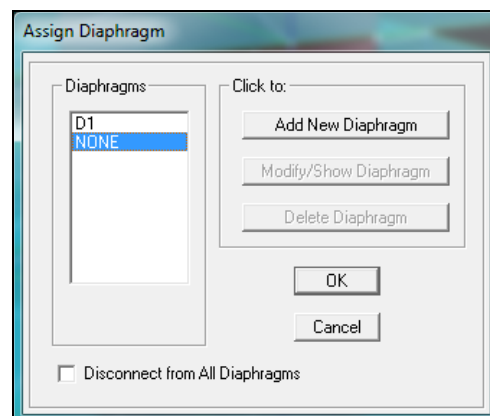 Assign Diaphragm
Diaphragms
D1
NONE
Click to:
Add New Diaphragm
Modify/Show Diaphragm
Delete Diaphragm
OK
Cancel
Disconnect from All Diaphragms